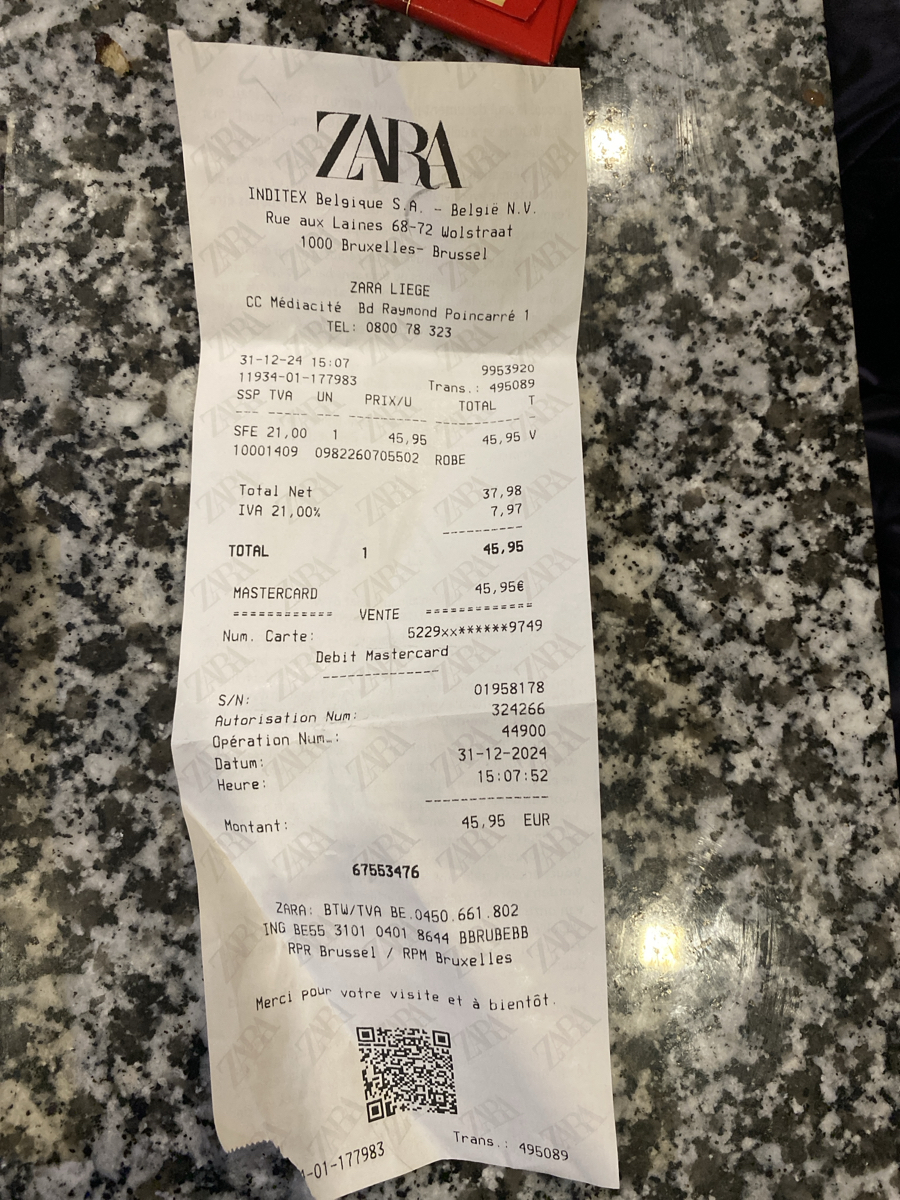 ZARA
INDITEX Belgique S.A. - België N.V.
Rue aux Laines 68-72 Wolstraat
1000 Bruxelles- Brussel
ZARA LIEGE
CC Médiacité Bd Raymond Poincarré 1
TEL: 0800 78 323
31-12-24 15:07 9953920
11934-01-177983 Trans.: 495089
SSP TVA UN PRIX/U TOTAL T
SFE 21,00 1 45,95 45,95 V
10001409 0982260705502 ROBE
Total Net 37,98
IVA 21,00% 7,97
TOTAL 1 45,95
MASTERCARD 45,95€
============ VENTE =============
Num. Carte: 5229xx******9749
Debit Mastercard
S/N: 01958178
Autorisation Num: 324266
Opération Num.: 44900
Datum: 31-12-2024
Heure: 15:07:52
Montant: 45,95 EUR
67553476
ZARA: BTW/TVA BE.0450.661.802
ING BE55 3101 0401 8644 BBRUBEBB
RPR Brussel / RPM Bruxelles
Merci pour votre visite et à bientôt.
-01-177983 Trans.: 495089